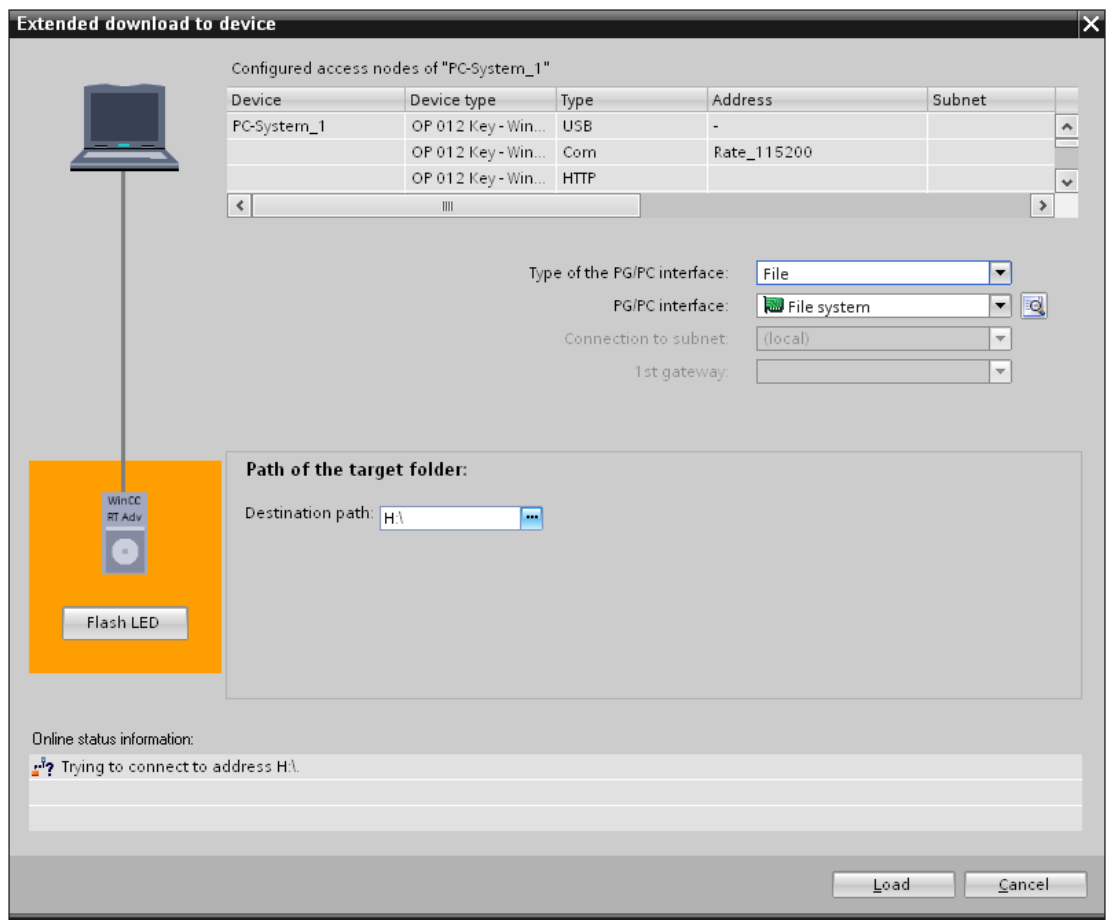 Extended download to device
Configured access nodes of "PC-System_1"
Device Device type Type Address Subnet
PC-System_1 OP 012 Key - Win... USB -
OP 012 Key - Win... Com Rate_115200
OP 012 Key - Win... HTTP
Type of the PG/PC interface: File
PG/PC interface: File system
Connection to subnet: (local)
1st gateway:
Path of the target folder:
Destination path: H:\ ...
WinCC
RT Adv
Flash LED
Online status information:
Trying to connect to address H:\.
Load Cancel